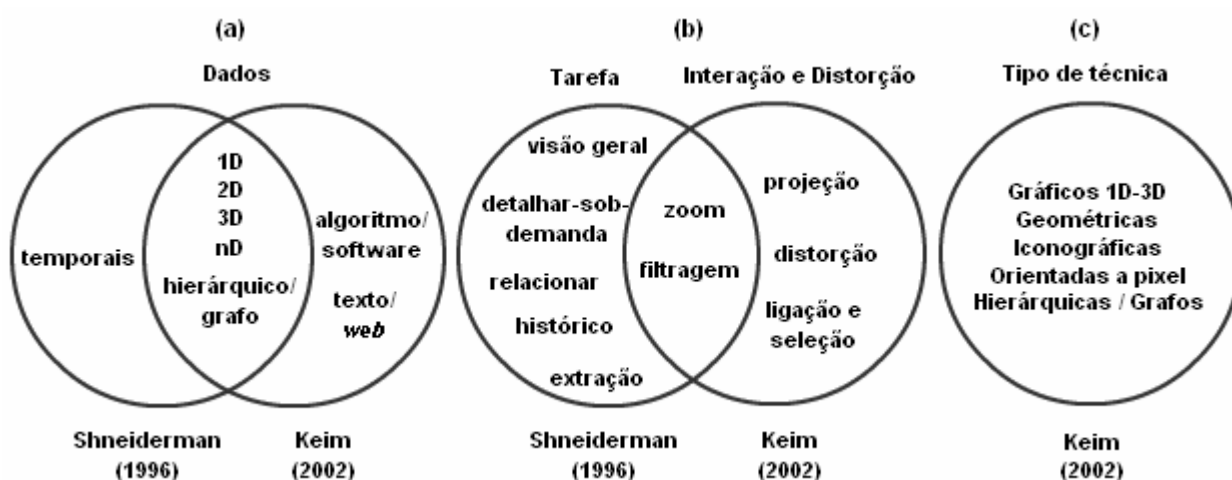 (a)
Dados
temporais
1D
2D
3D
nD
hierárquico/
grafo
algoritmo/
software
texto/
web
Shneiderman
(1996)
Keim
(2002)
(b)
Tarefa
Interação e Distorção
visão geral
detalhar-sob-
demanda
relacionar
histórico
extração
zoom
filtragem
projeção
distorção
ligação e
seleção
Shneiderman
(1996)
Keim
(2002)
(c)
Tipo de técnica
Gráficos 1D-3D
Geométricas
Iconográficas
Orientadas a pixel
Hierárquicas / Grafos
Keim
(2002)